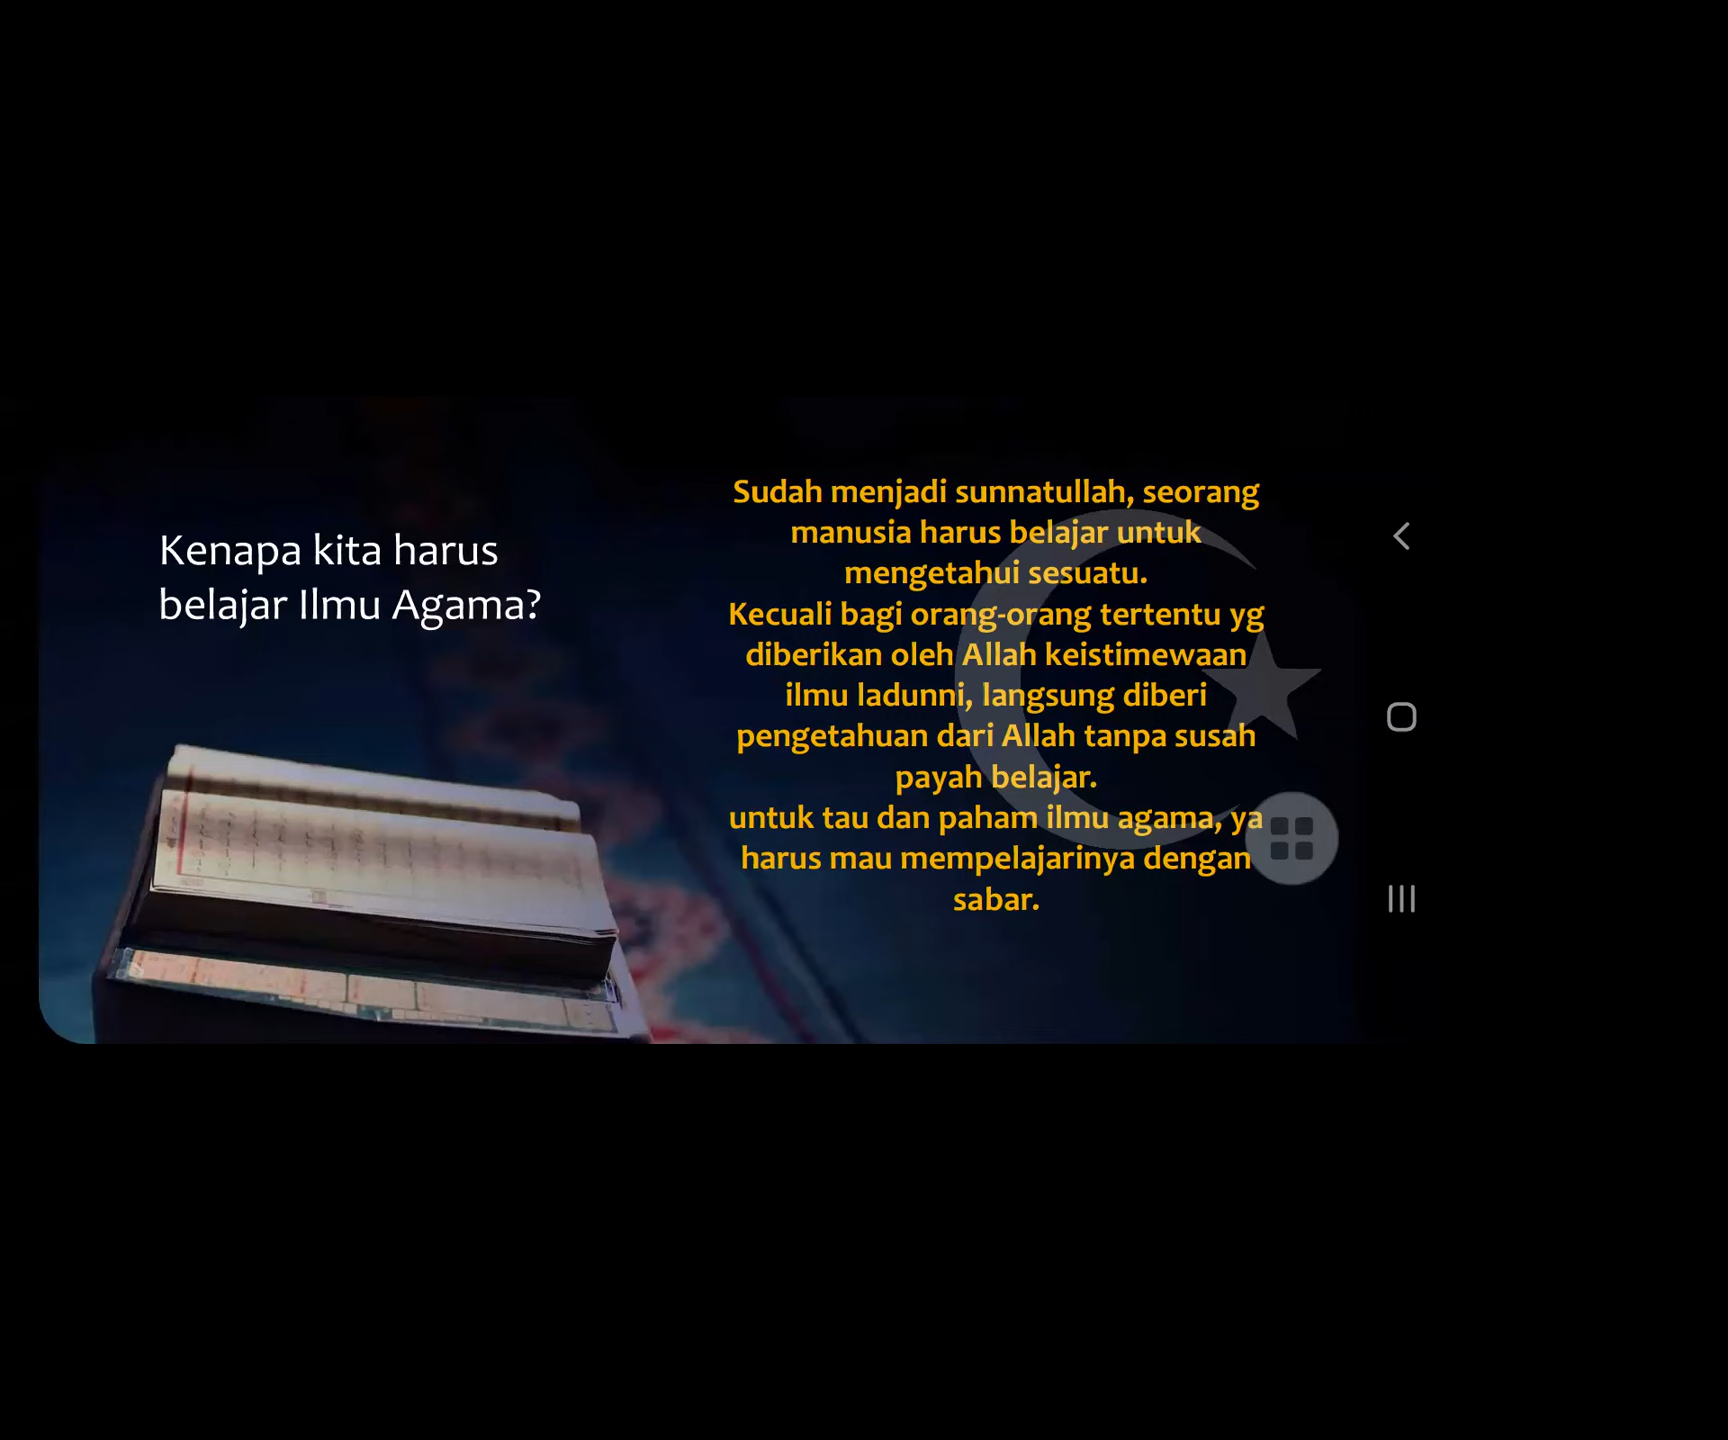 Kenapa kita harus
belajar Ilmu Agama?
Sudah menjadi sunnatullah, seorang
manusia harus belajar untuk
mengetahui sesuatu.
Kecuali bagi orang-orang tertentu yg
diberikan oleh Allah keistimewaan
ilmu ladunni, langsung diberi
pengetahuan dari Allah tanpa susah
payah belajar.
untuk tau dan paham ilmu agama, ya
harus mau mempelajarinya dengan
sabar.